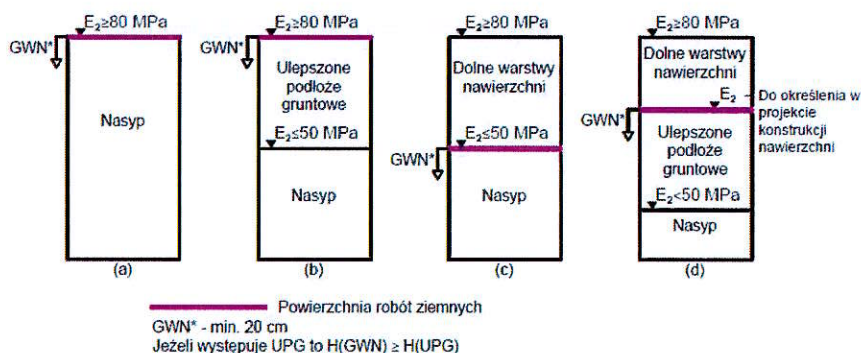 E₂≥80 MPa
GWN*
Nasyp
(a)
E₂≥80 MPa
GWN*
Ulepszone
podłoże
gruntowe
E₂≤50 MPa
Nasyp
(b)
E₂≥80 MPa
Dolne warstwy
nawierzchni
E₂≤50 MPa
GWN*
Nasyp
(c)
E₂≥80 MPa
Dolne warstwy
nawierzchni
E₂ – Do określenia w
projekcie
konstrukcji
nawierzchni
GWN*
Ulepszone
podłoże
gruntowe
E₂<50 MPa
Nasyp
(d)
Powierzchnia robót ziemnych
GWN* - min. 20 cm
Jeżeli występuje UPG to H(GWN) ≥ H(UPG)